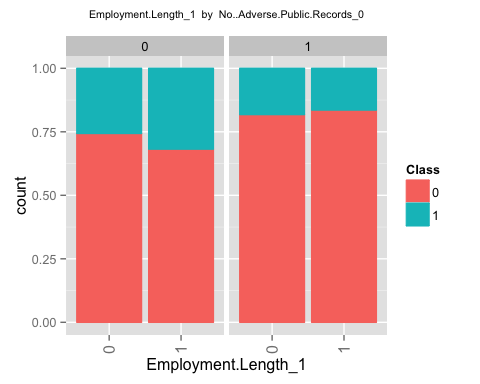 Employment.Length_1 by No..Adverse.Public.Records_0
0 1
1.00
0.75
0.50
0.25
0.00
count
0 1 0 1
Employment.Length_1
Class
0
1